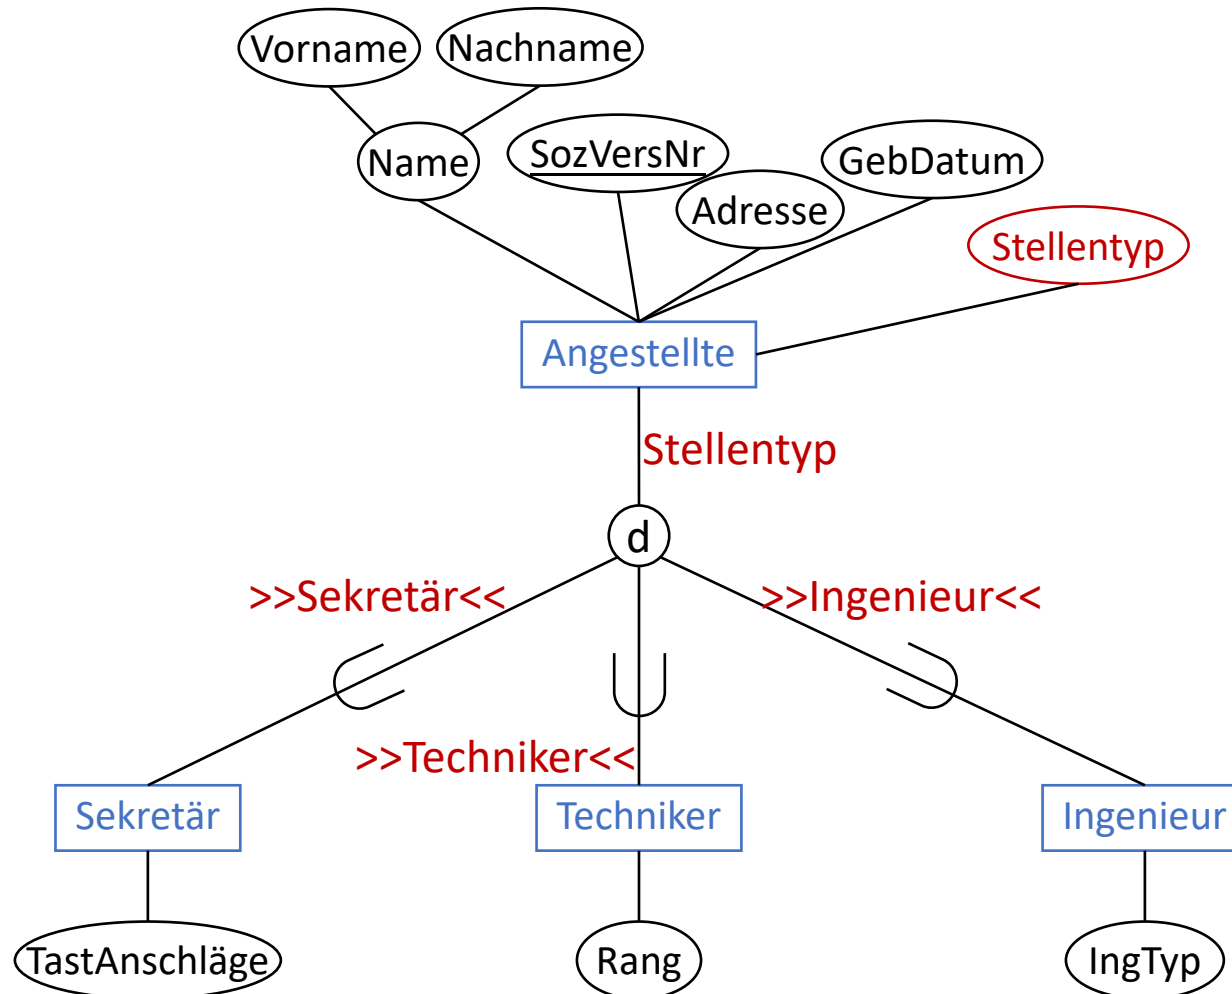 Vorname
Nachname
Name
SozVersNr
GebDatum
Adresse
Stellentyp
Angestellte
Stellentyp
d
>>Sekretär<<
>>Ingenieur<<
>>Techniker<<
Sekretär
Techniker
Ingenieur
TastAnschläge
Rang
IngTyp